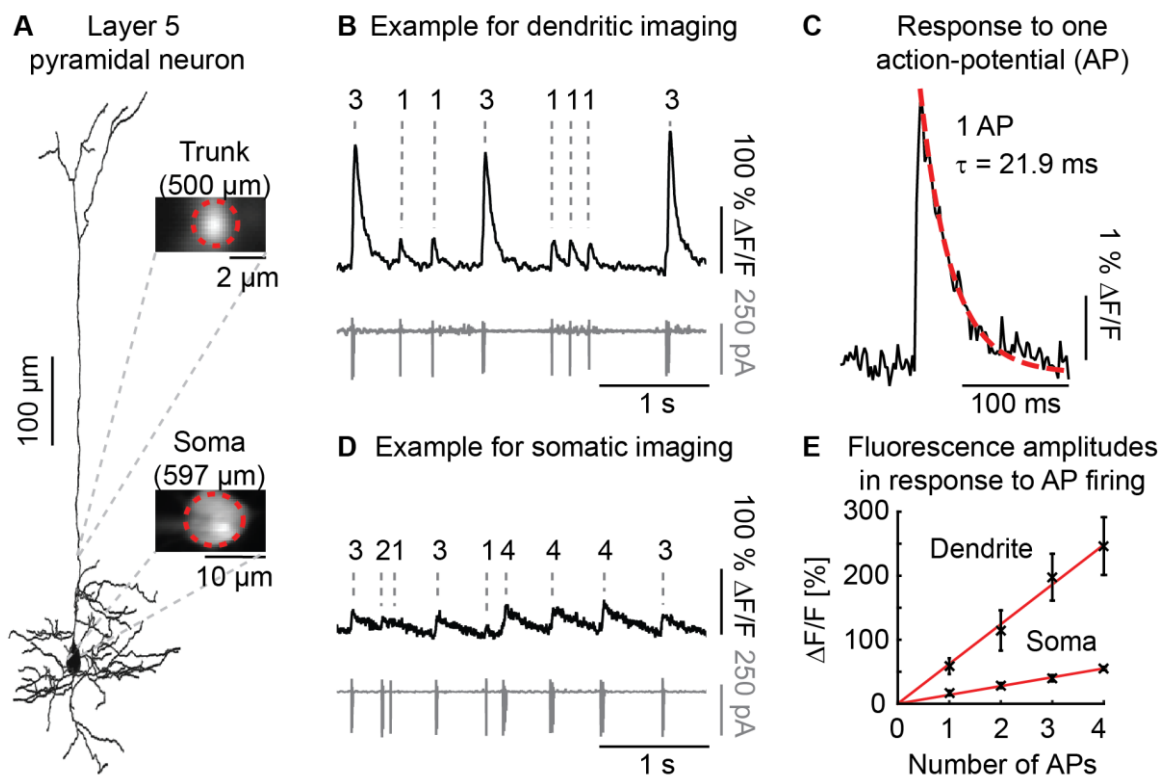 A Layer 5
pyramidal neuron
Trunk
(500 µm)
2 µm
100 µm
Soma
(597 µm)
10 µm
B Example for dendritic imaging
3 1 1 3 1 1 1 3
100 % ΔF/F
250 pA
1 s
C Response to one
action-potential (AP)
1 AP
τ = 21.9 ms
1 % ΔF/F
100 ms
D Example for somatic imaging
3 2 1 3 1 4 4 4 3
100 % ΔF/F
250 pA
1 s
E Fluorescence amplitudes
in response to AP firing
300
200
100
0
ΔF/F [%]
Dendrite
Soma
0 1 2 3 4
Number of APs